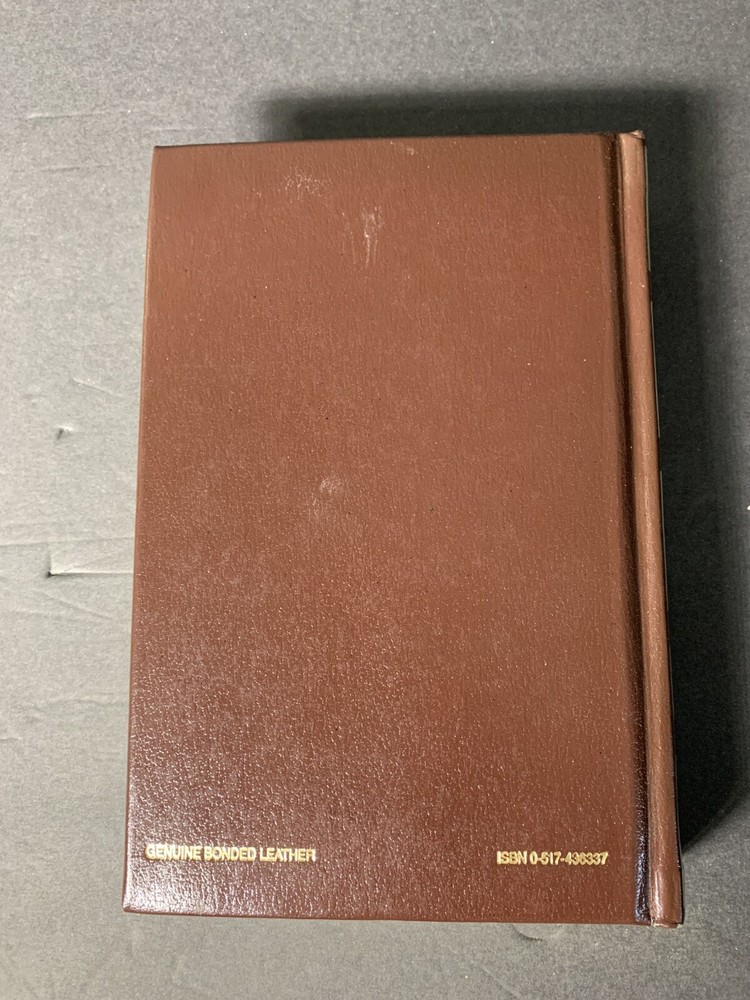 GENUINE BONDED LEATHER
ISBN 0-517-436337